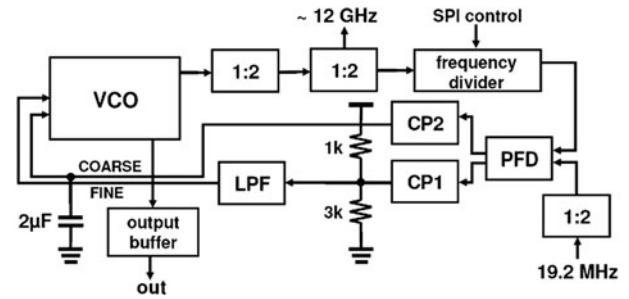 ~ 12 GHz
SPI control
VCO
1:2
1:2
frequency
divider
CP2
1k
COARSE
PFD
FINE
LPF
CP1
2µF
3k
output
buffer
1:2
out
19.2 MHz